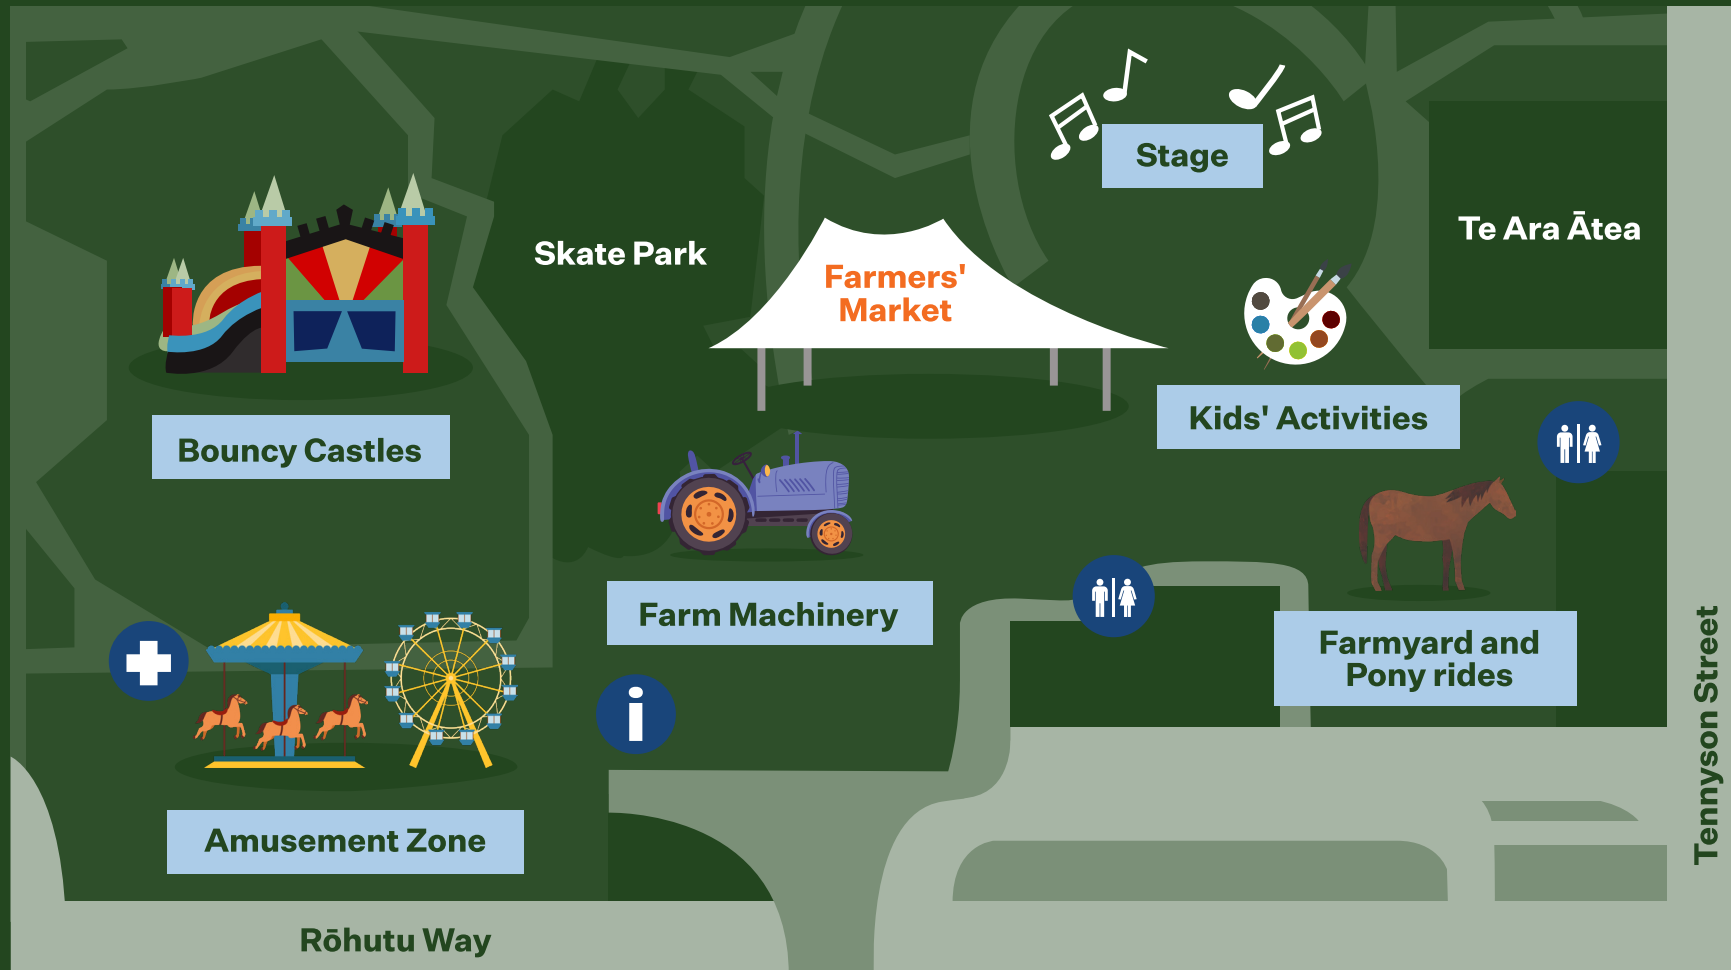 Stage
Te Ara Ātea
Skate Park
Farmers'
Market
Kids' Activities
Bouncy Castles
Farm Machinery
Farmyard and
Pony rides
i
Amusement Zone
Tennyson Street
Rōhutu Way